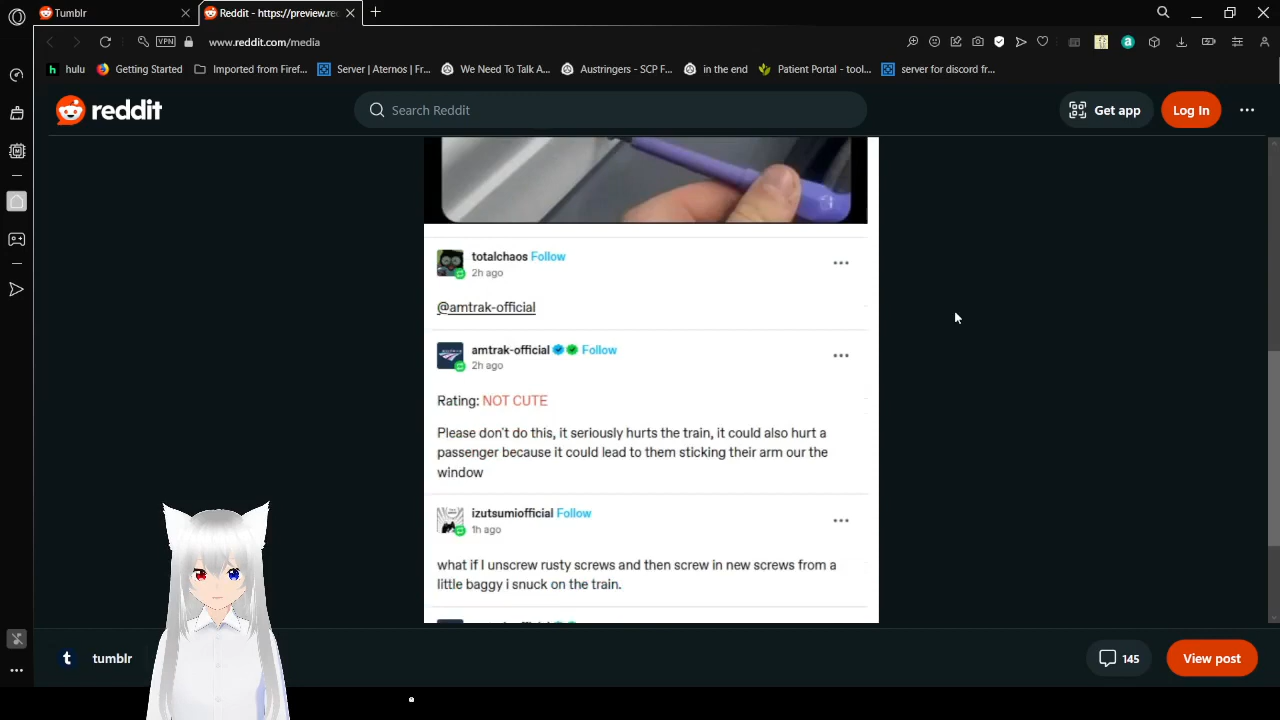 Tumblr
Reddit - https://preview.re
VPN
www.reddit.com/media
hulu
Getting Started
Imported from Firef...
Server | Aternos | Fr...
We Need To Talk A...
Austringers - SCP F...
in the end
Patient Portal - tool...
server for discord fr...
reddit
Search Reddit
Get app
Log In
totalchaos Follow
2h ago
@amtrak-official
amtrak-official Follow
2h ago
Rating: NOT CUTE
Please don't do this, it seriously hurts the train, it could also hurt a
passenger because it could lead to them sticking their arm our the
window
izutsumiofficial Follow
1h ago
what if I unscrew rusty screws and then screw in new screws from a
little baggy i snuck on the train.
tumblr
145
View post